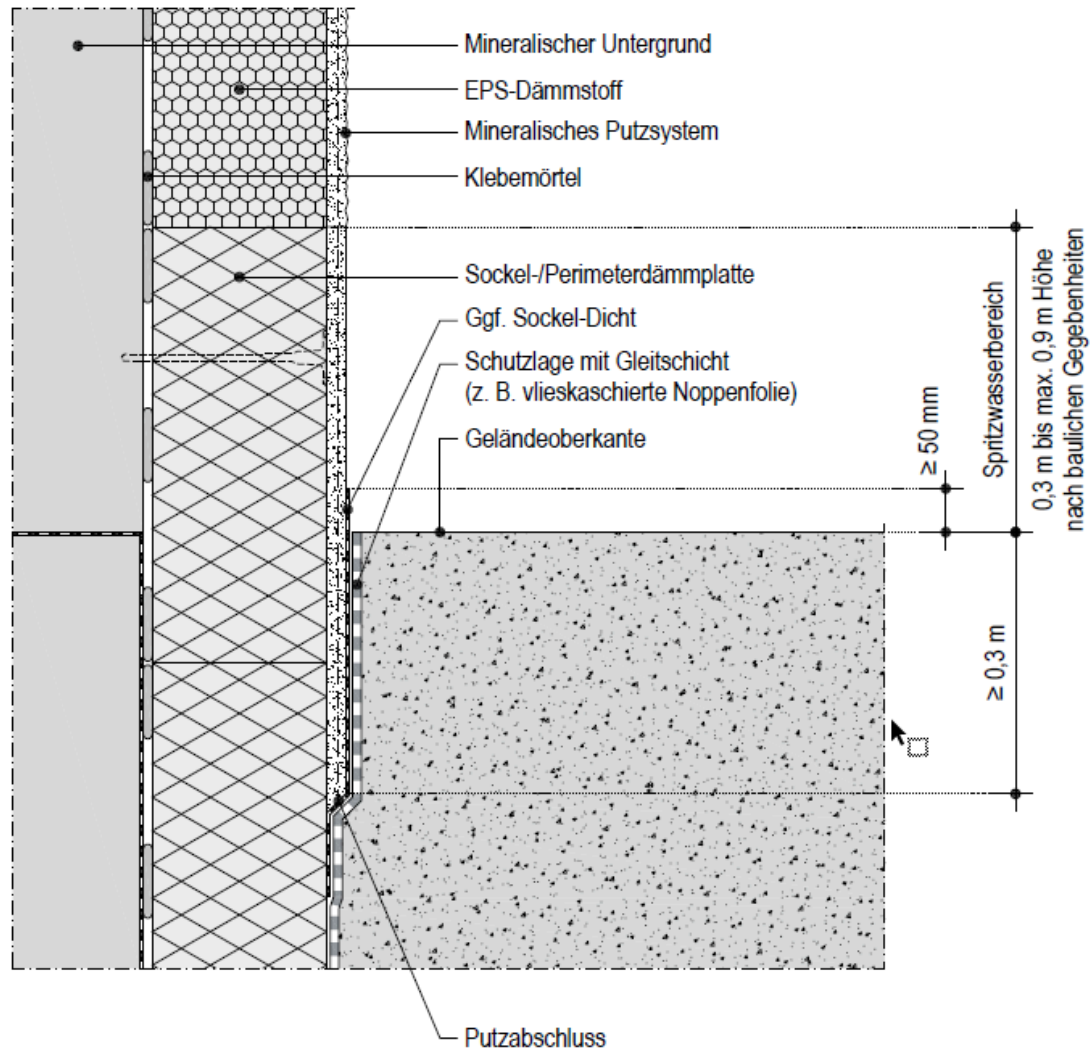 Mineralischer Untergrund
EPS-Dämmstoff
Mineralisches Putzsystem
Klebemörtel
Sockel-/Perimeterdämmplatte
Ggf. Sockel-Dicht
Schutzlage mit Gleitschicht
(z. B. vlieskaschierte Noppenfolie)
Geländeoberkante
≥ 50 mm
Spritzwasserbereich
0,3 m bis max. 0,9 m Höhe
nach baulichen Gegebenheiten
≥ 0,3 m
Putzabschluss